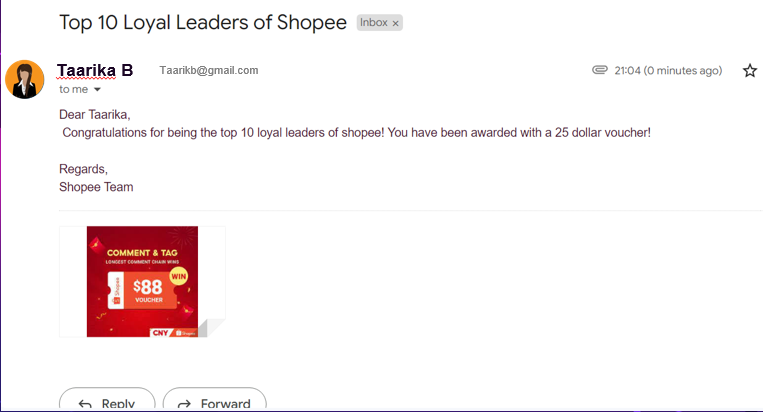 Top 10 Loyal Leaders of Shopee Inbox x
Taarika B Taarikb@gmail.com 21:04 (0 minutes ago)
to me
Dear Taarika,
Congratulations for being the top 10 loyal leaders of shopee! You have been awarded with a 25 dollar voucher!
Regards,
Shopee Team
COMMENT & TAG
LONGEST COMMENT CHAIN WINS
WIN
Shopee
$88
VOUCHER
CNY Shopee
Reply Forward